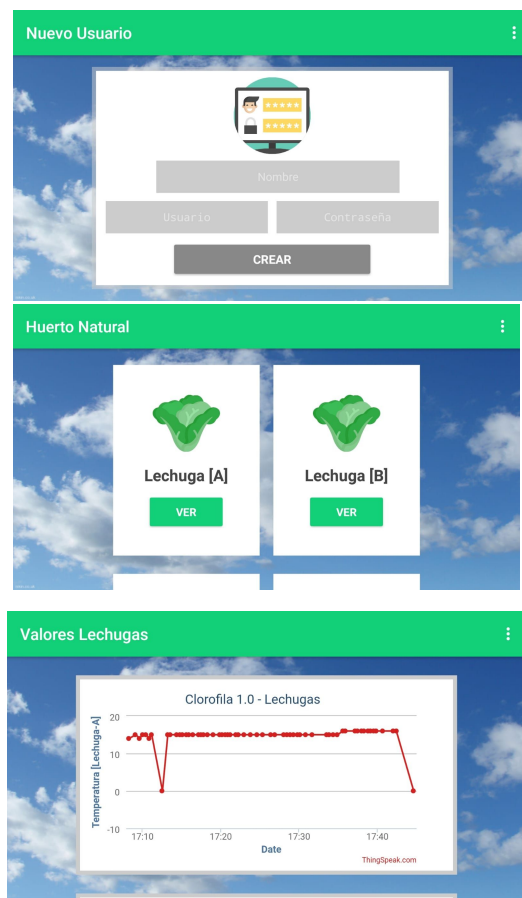 Nuevo Usuario
Nombre
Usuario Contraseña
CREAR
Huerto Natural
Lechuga [A] Lechuga [B]
VER VER
Valores Lechugas
Clorofila 1.0 - Lechugas
Temperatura [Lechuga-A]
20
10
0
-10
17:10 17:20 17:30 17:40
Date
ThingSpeak.com